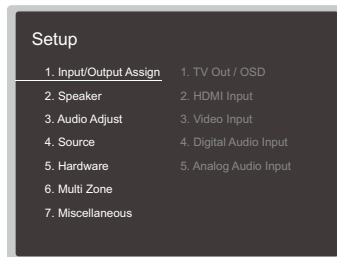 Setup
1. Input/Output Assign
1. TV Out / OSD
2. Speaker
2. HDMI Input
3. Audio Adjust
3. Video Input
4. Source
4. Digital Audio Input
5. Hardware
5. Analog Audio Input
6. Multi Zone
7. Miscellaneous